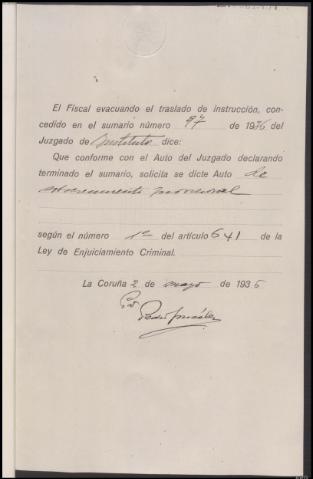 El Fiscal evacuando el traslado de instrucción, con-
cedido en el sumario número 97 de 1936 del
Juzgado de Instituto dice:
Que conforme con el Auto del Juzgado declarando
terminado el sumario, solicita se dicte Auto de
sobreseimiento provisional
según el número 1º del artículo 641 de la
Ley de Enjuiciamiento Criminal.
La Coruña 2 de mayo de 1936